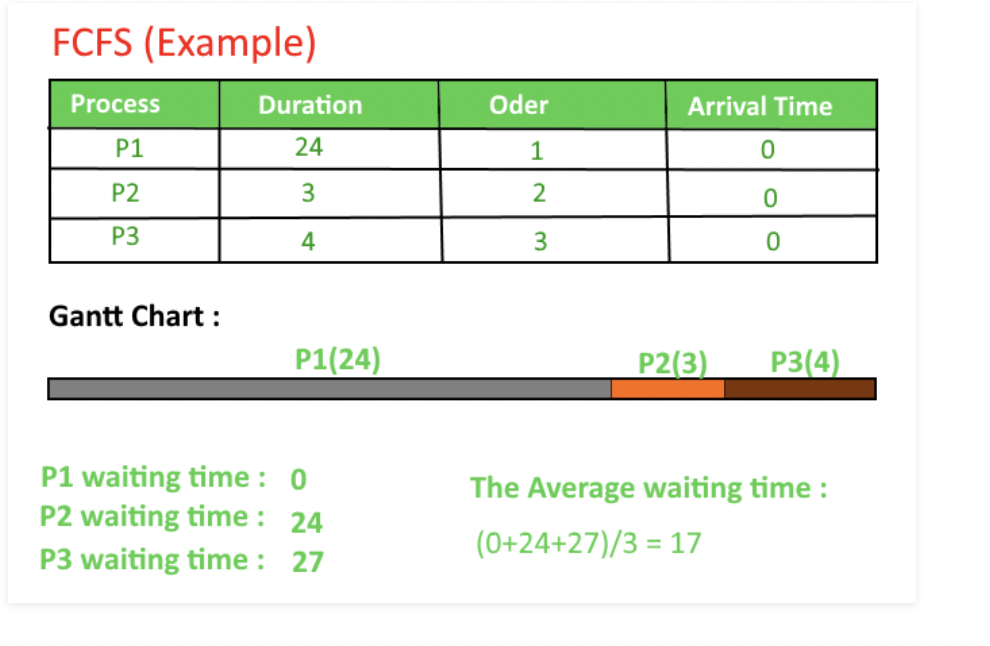 FCFS (Example)
Process Duration Oder Arrival Time
P1 24 1 0
P2 3 2 0
P3 4 3 0
Gantt Chart :
P1(24) P2(3) P3(4)
P1 waiting time : 0
P2 waiting time : 24
P3 waiting time : 27
The Average waiting time :
(0+24+27)/3 = 17